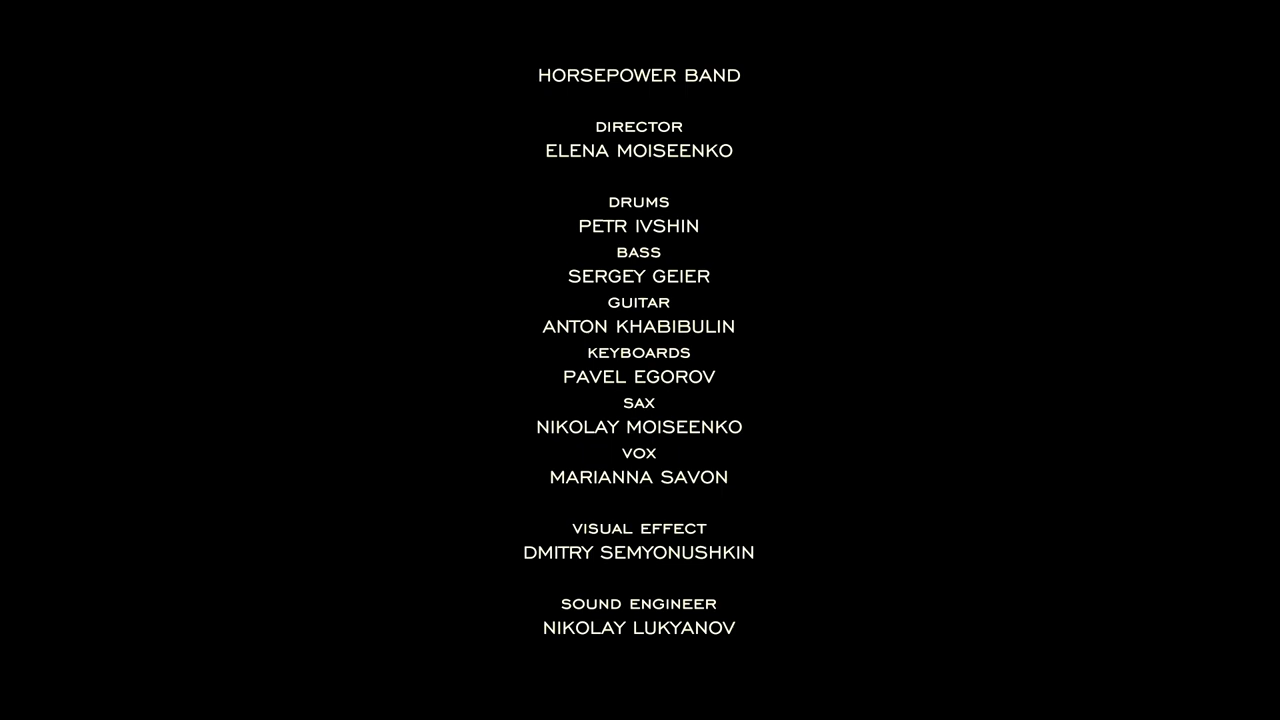 HORSEPOWER BAND
DIRECTOR
ELENA MOISEENKO
DRUMS
PETR IVSHIN
BASS
SERGEY GEIER
GUITAR
ANTON KHABIBULIN
KEYBOARDS
PAVEL EGOROV
SAX
NIKOLAY MOISEENKO
VOX
MARIANNA SAVON
VISUAL EFFECT
DMITRY SEMYONUSHKIN
SOUND ENGINEER
NIKOLAY LUKYANOV